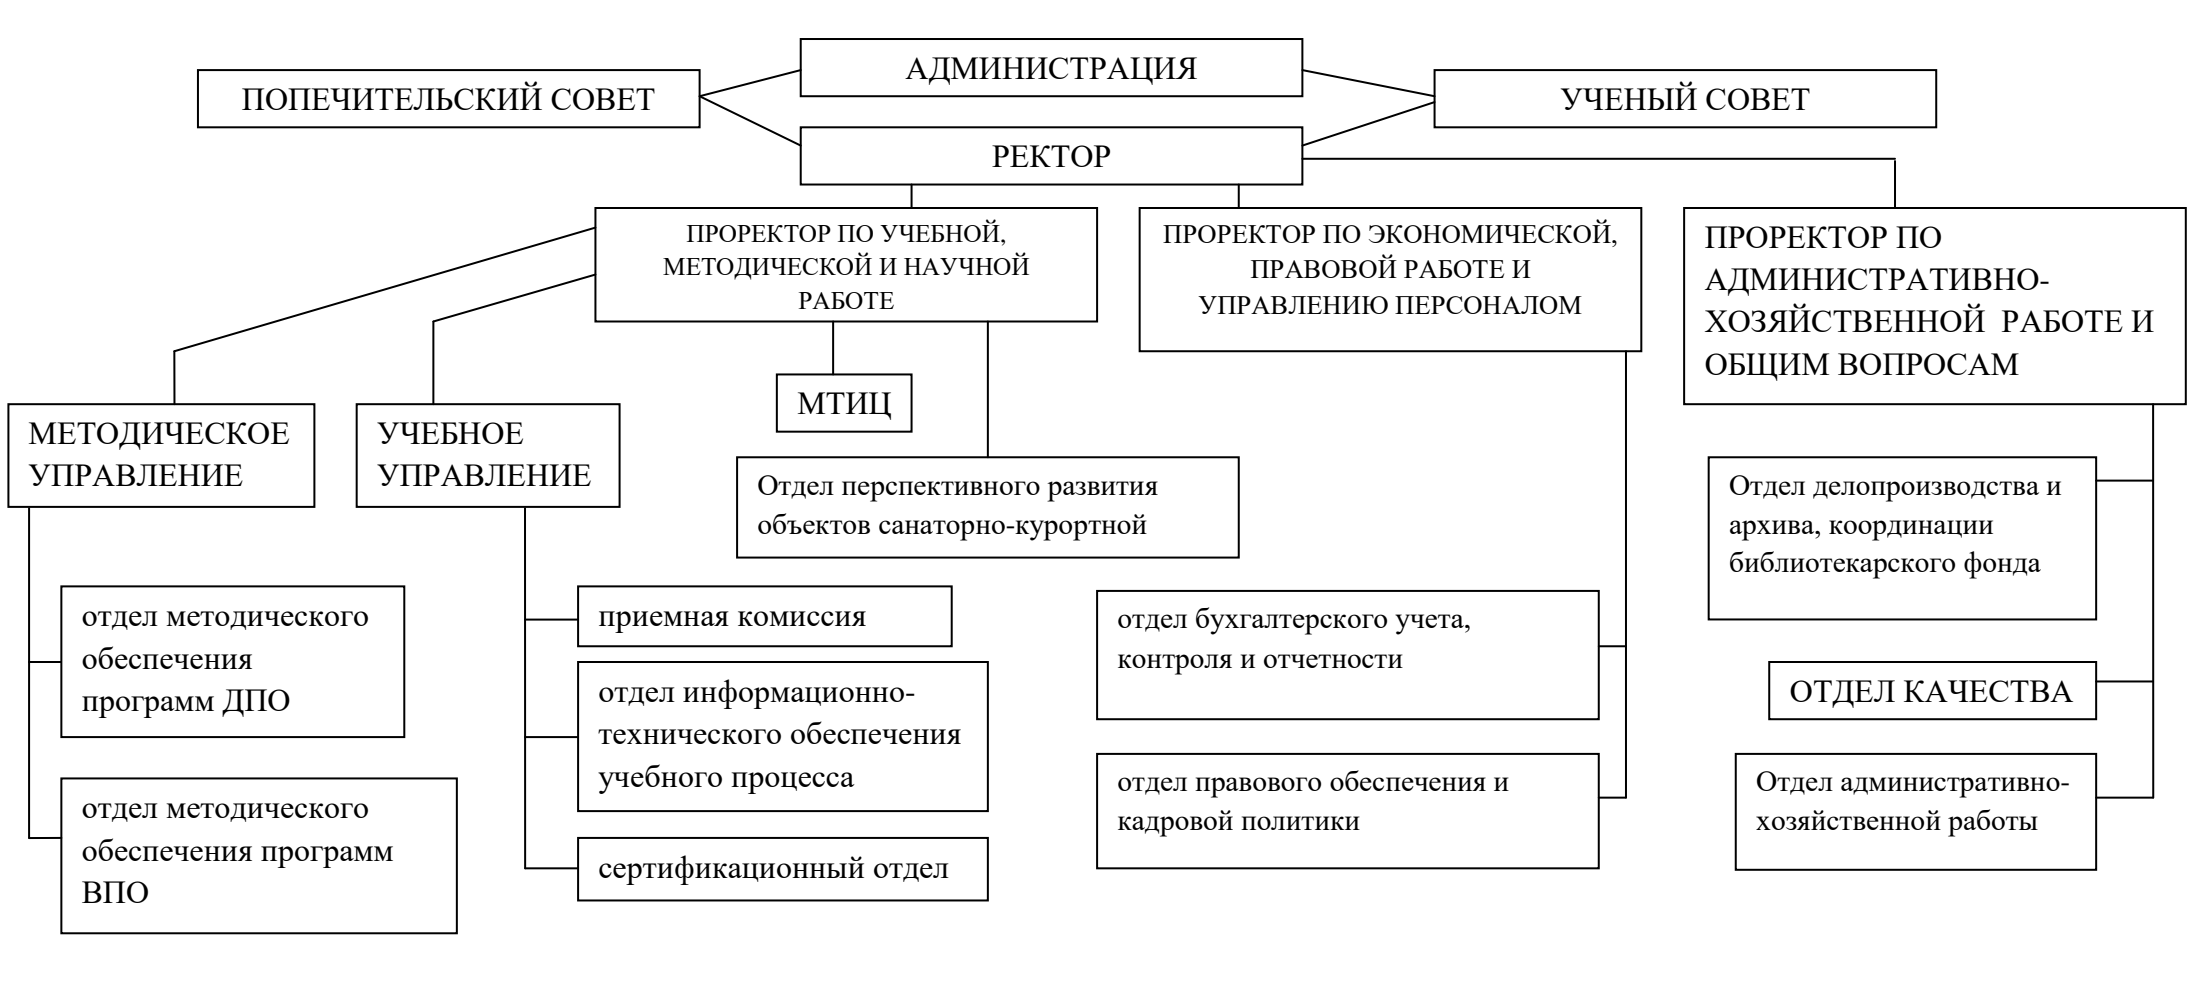 АДМИНИСТРАЦИЯ
ПОПЕЧИТЕЛЬСКИЙ СОВЕТ
УЧЕНЫЙ СОВЕТ
РЕКТОР
ПРОРЕКТОР ПО УЧЕБНОЙ,
МЕТОДИЧЕСКОЙ И НАУЧНОЙ
РАБОТЕ
ПРОРЕКТОР ПО ЭКОНОМИЧЕСКОЙ,
ПРАВОВОЙ РАБОТЕ И
УПРАВЛЕНИЮ ПЕРСОНАЛОМ
ПРОРЕКТОР ПО
АДМИНИСТРАТИВНО-
ХОЗЯЙСТВЕННОЙ РАБОТЕ И
ОБЩИМ ВОПРОСАМ
МЕТОДИЧЕСКОЕ
УПРАВЛЕНИЕ
УЧЕБНОЕ
УПРАВЛЕНИЕ
МТИЦ
Отдел перспективного развития
объектов санаторно-курортной
Отдел делопроизводства и
архива, координации
библиотекарского фонда
отдел методического
обеспечения
программ ДПО
приемная комиссия
отдел бухгалтерского учета,
контроля и отчетности
отдел информационно-
технического обеспечения
учебного процесса
ОТДЕЛ КАЧЕСТВА
отдел методического
обеспечения программ
ВПО
сертификационный отдел
отдел правового обеспечения и
кадровой политики
Отдел административно-
хозяйственной работы